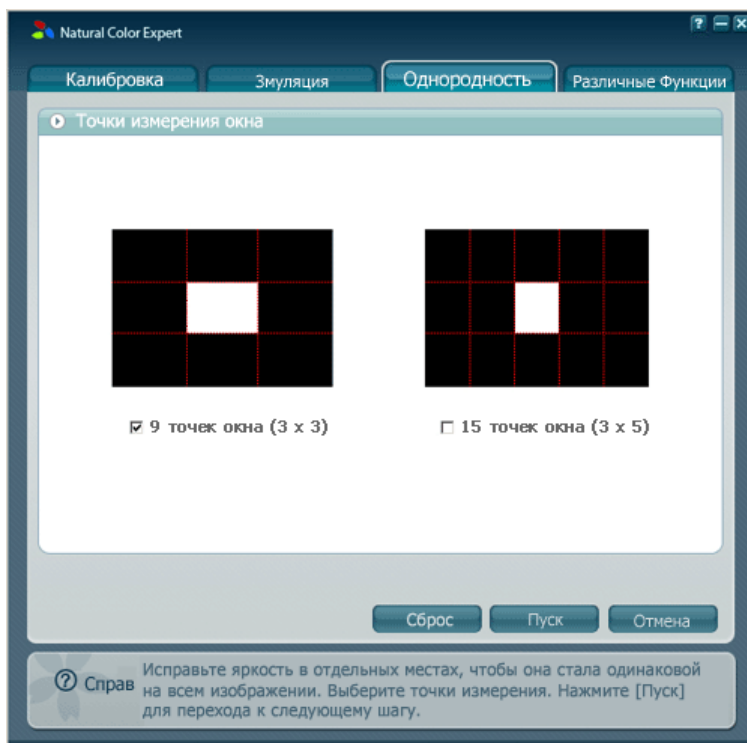 Natural Color Expert
Калибровка Змуляция Однородность Различные Функции
Точки измерения окна
9 точек окна (3 x 3) 15 точек окна (3 x 5)
Сброс Пуск Отмена
Справ
Исправьте яркость в отдельных местах, чтобы она стала одинаковой
на всем изображении. Выберите точки измерения. Нажмите [Пуск]
для перехода к следующему шагу.